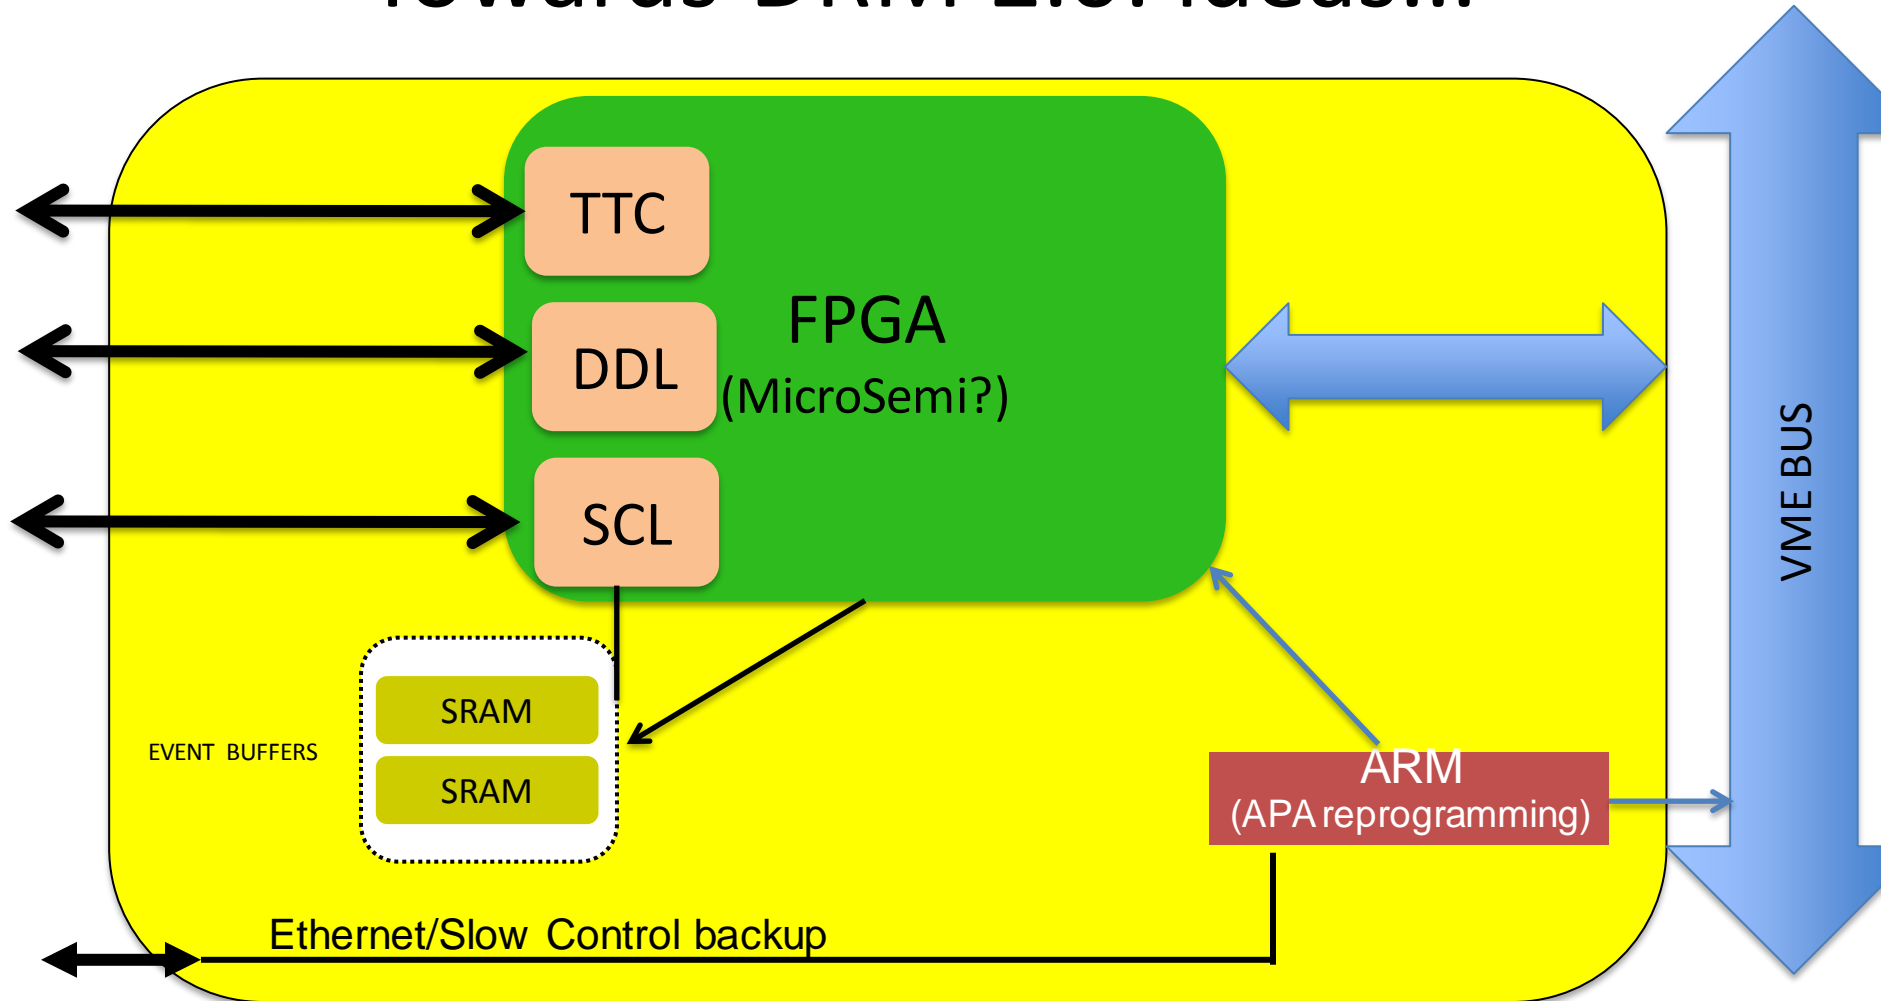 TTC
FPGA
DDL
(MicroSemi?)
VME BUS
SCL
SRAM
EVENT BUFFERS
SRAM
ARM
(APA reprogramming)
Ethernet/Slow Control backup